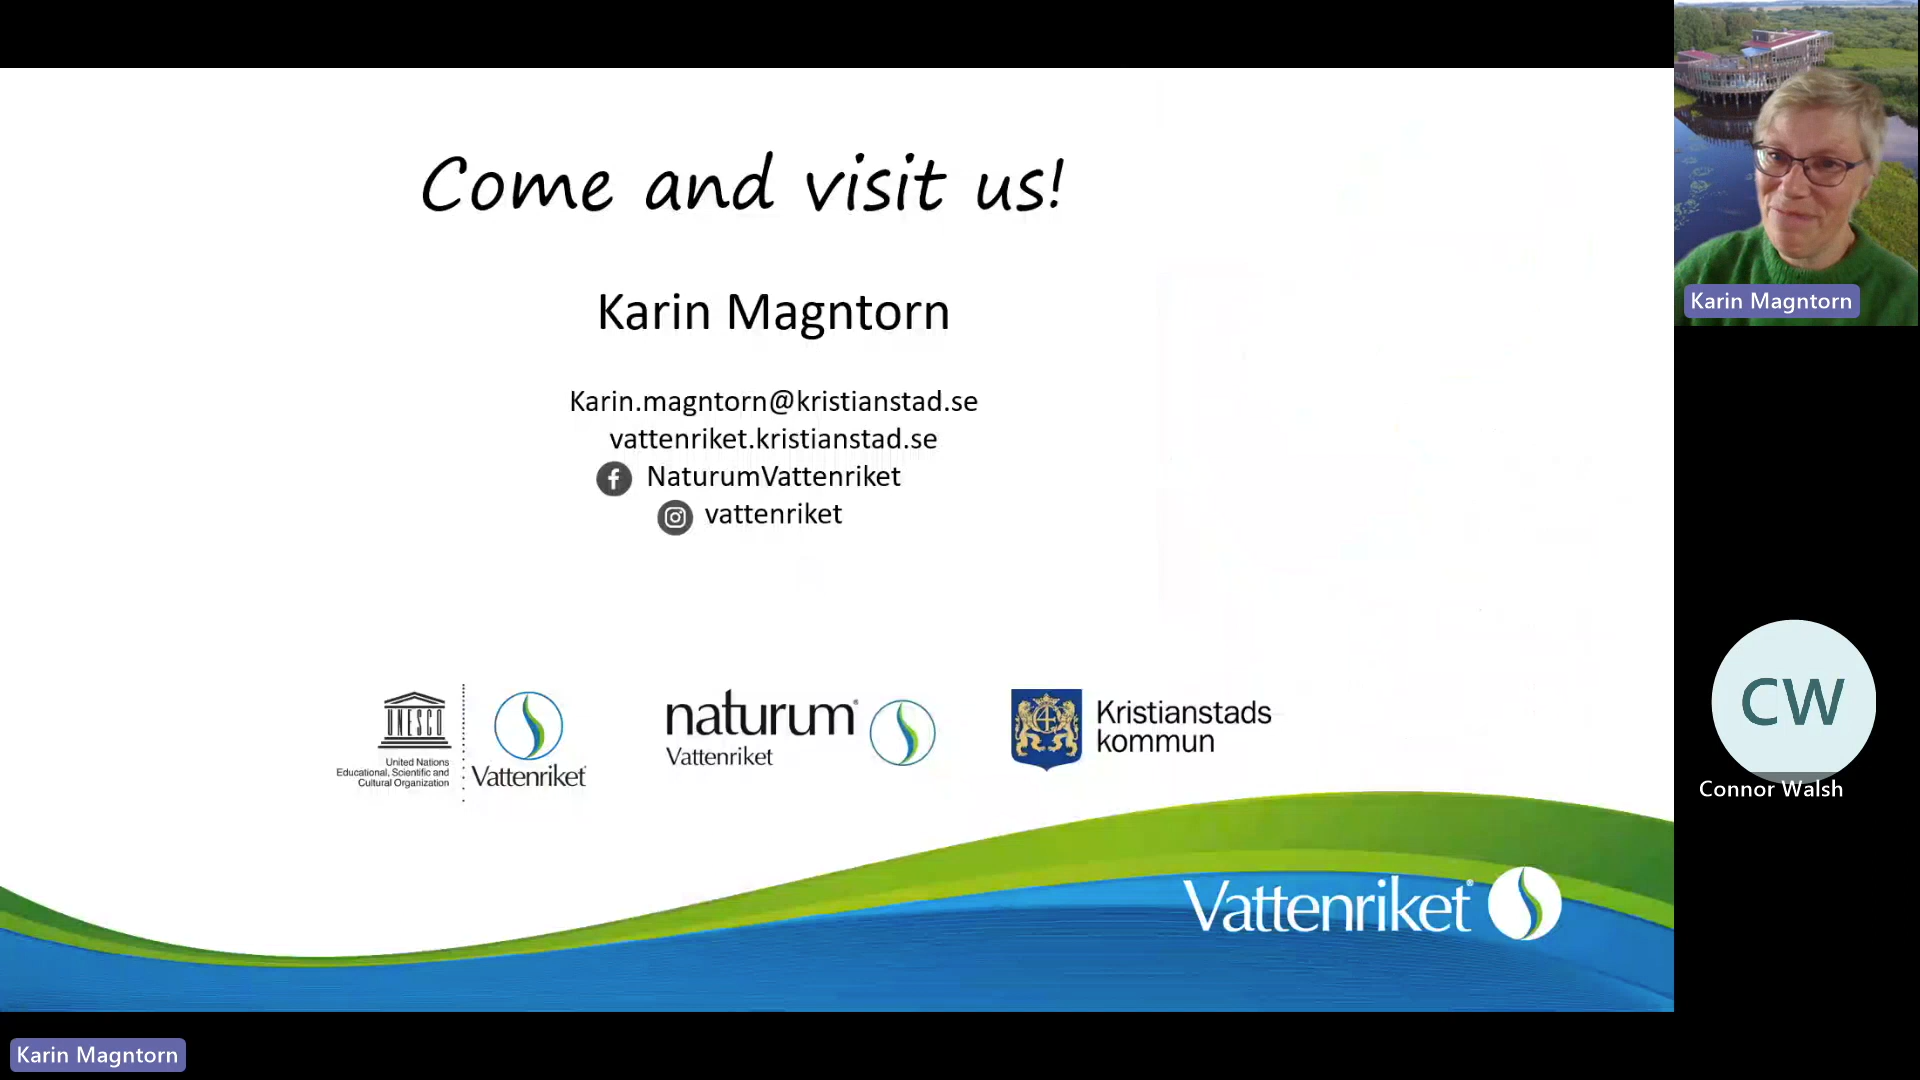 Come and visit us!
Karin Magntorn
Karin.magntorn@kristianstad.se
vattenriket.kristianstad.se
NaturumVattenriket
vattenriket
UNESCO
United Nations
Educational, Scientific and
Cultural Organization
Vattenriket
naturum®
Vattenriket
Kristianstads
kommun
Vattenriket®
Karin Magntorn
CW
Connor Walsh
Karin Magntorn